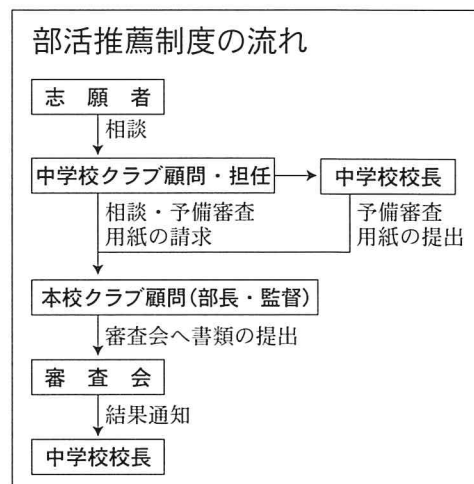 部活推薦制度の流れ
志願者
相談
中学校クラブ顧問・担任
中学校校長
相談・予備審査
用紙の請求
予備審査
用紙の提出
本校クラブ顧問(部長・監督)
審査会へ書類の提出
審査会
結果通知
中学校校長